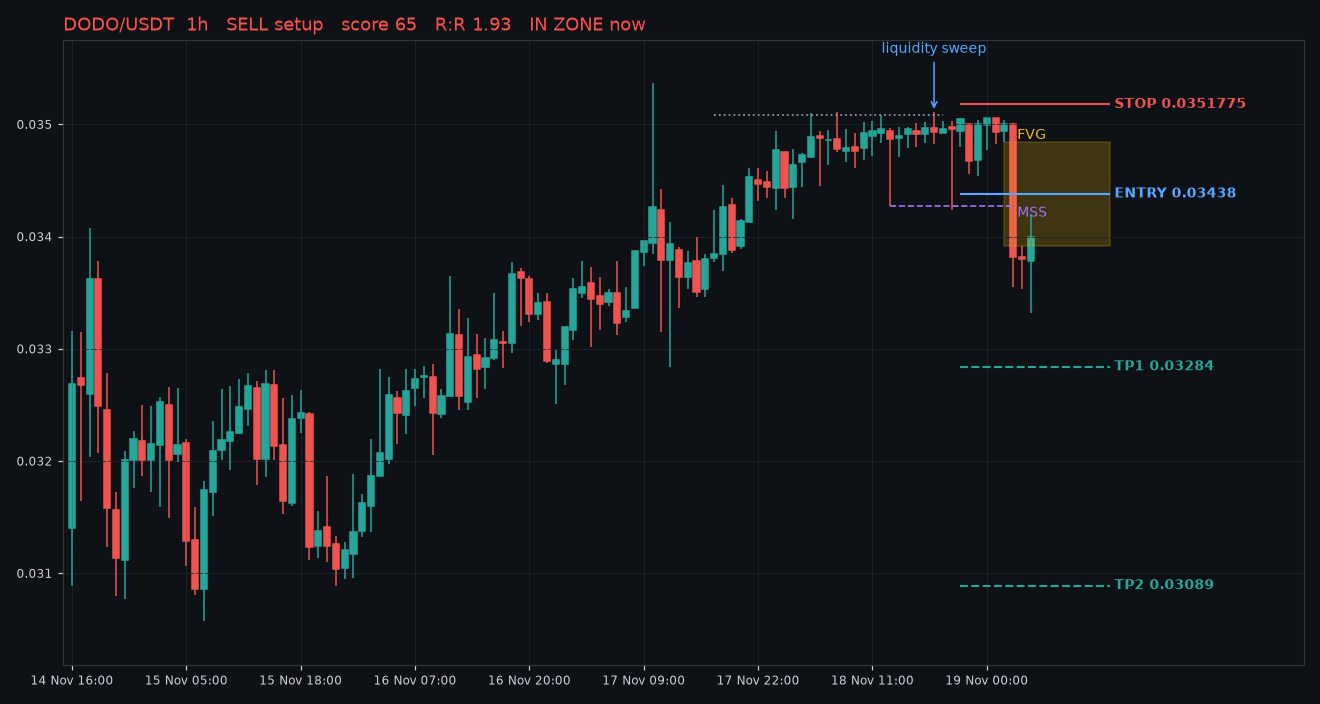 DODO/USDT 1h SELL setup score 65 R:R 1.93 IN ZONE now
liquidity sweep
STOP 0.0351775
0.035
FVG
ENTRY 0.03438
MSS
0.034
0.033
TP1 0.03284
0.032
0.031
TP2 0.03089
14 Nov 16:00 15 Nov 05:00 15 Nov 18:00 16 Nov 07:00 16 Nov 20:00 17 Nov 09:00 17 Nov 22:00 18 Nov 11:00 19 Nov 00:00